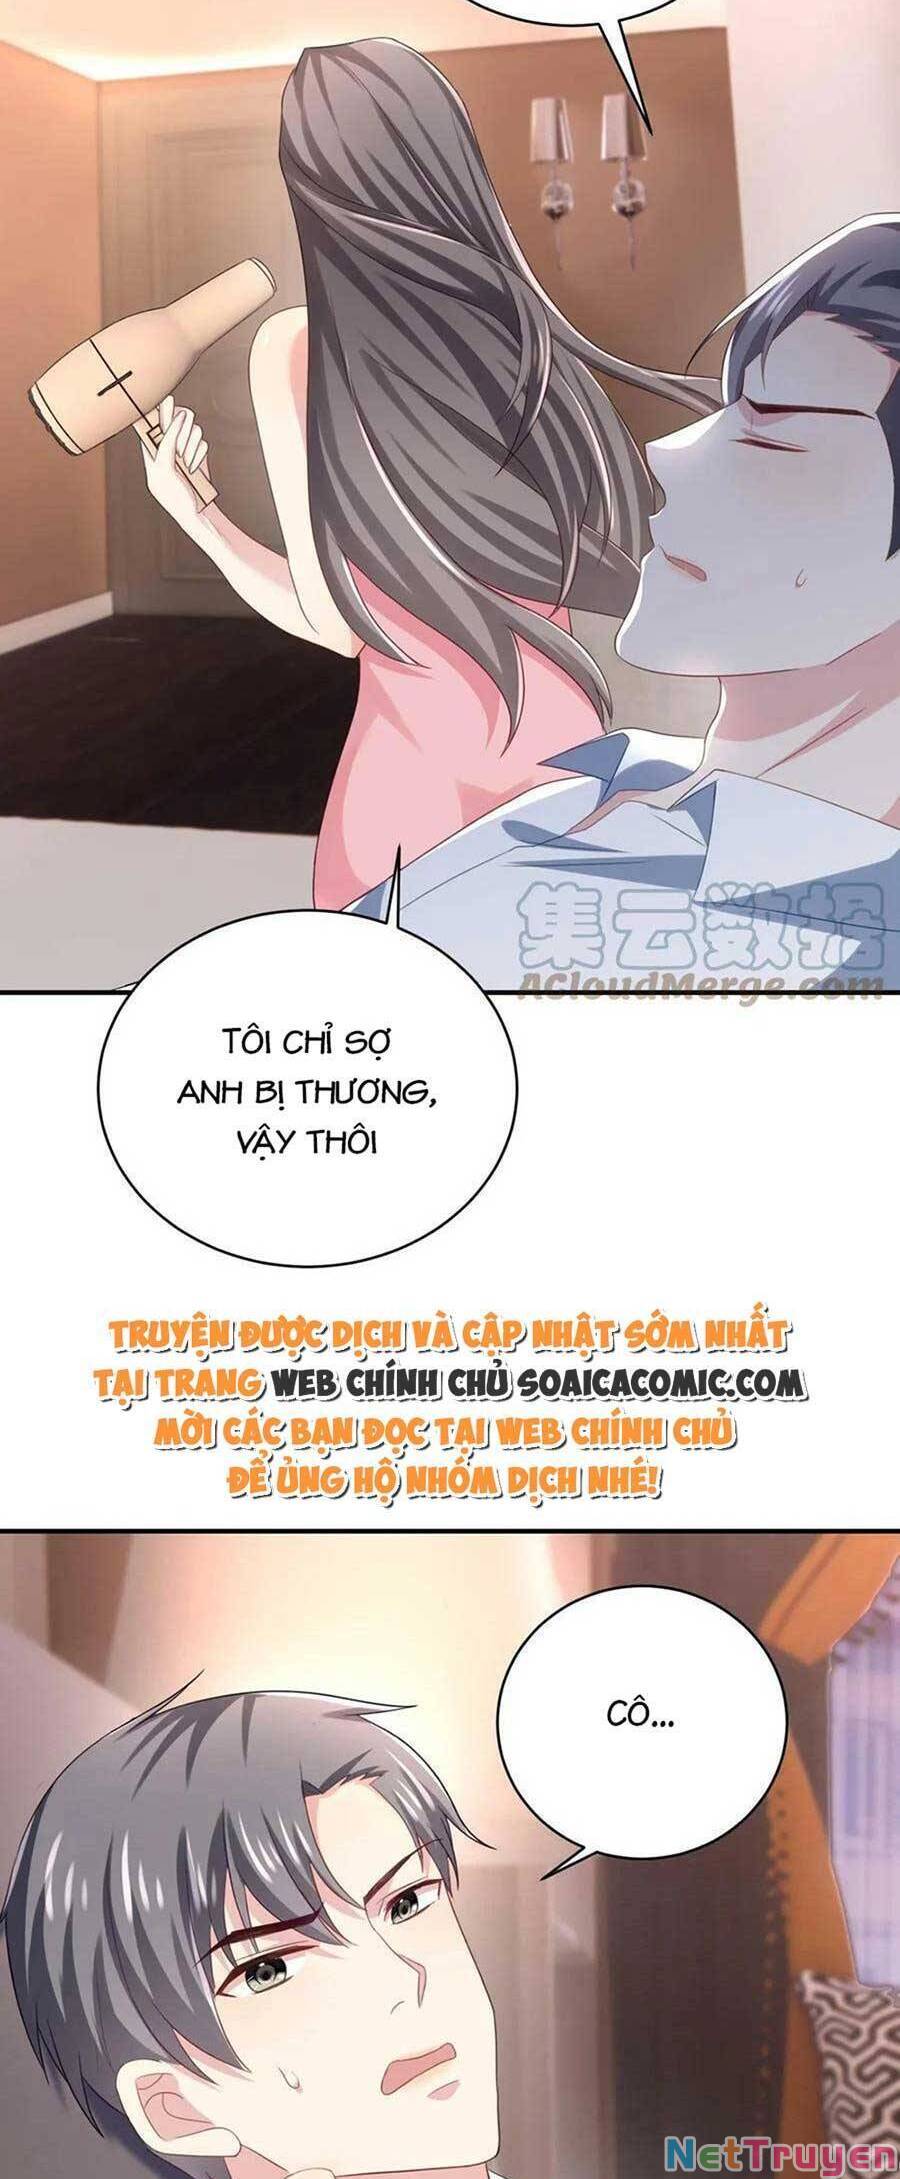 集云数据
ACloudMerge.com
TÔI CHỈ SỢ
ANH BỊ THƯƠNG,
VẬY THÔI
TRUYỆN ĐƯỢC DỊCH VÀ CẬP NHẬT SỚM NHẤT
TẠI TRANG WEB CHÍNH CHỦ SOAICACOMIC.COM
MỜI CÁC BẠN ĐỌC TẠI WEB CHÍNH CHỦ
ĐỂ ỦNG HỘ NHÓM DỊCH NHÉ!
CÔ...
NetTruyen